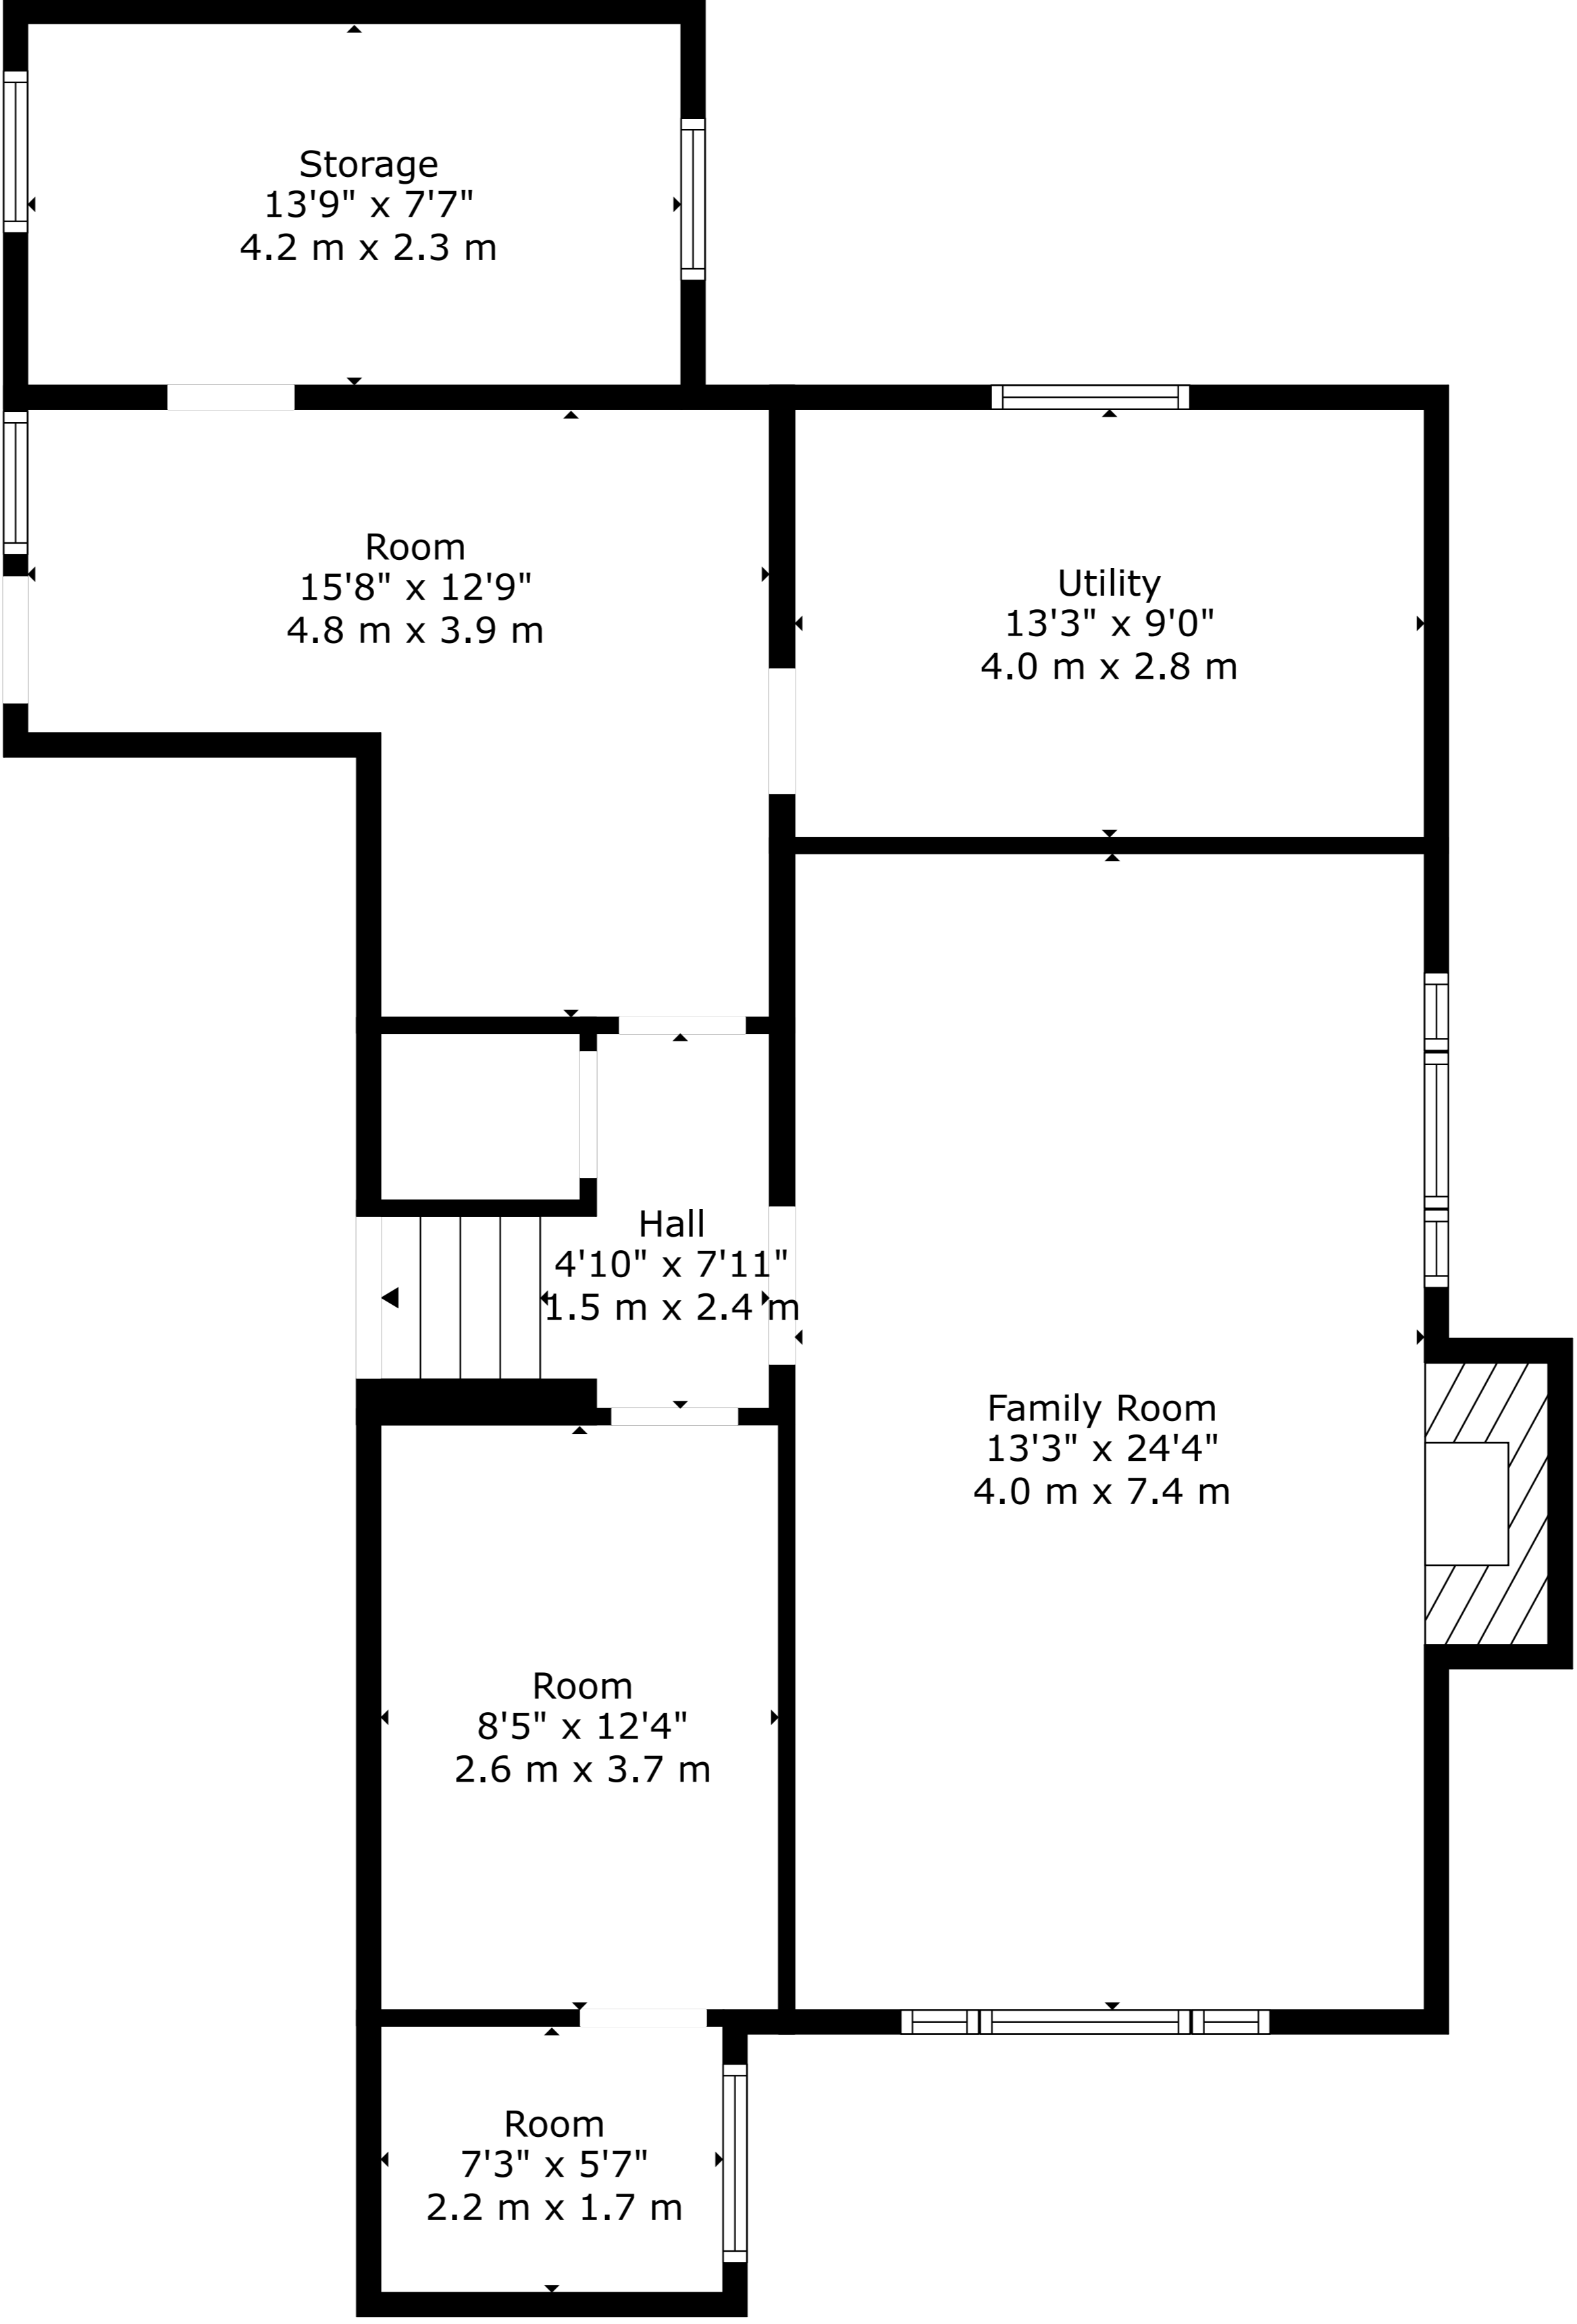 Storage
13'9" x 7'7"
4.2 m x 2.3 m
Room
15'8" x 12'9"
4.8 m x 3.9 m
Utility
13'3" x 9'0"
4.0 m x 2.8 m
Hall
4'10" x 7'11"
1.5 m x 2.4 m
Family Room
13'3" x 24'4"
4.0 m x 7.4 m
Room
8'5" x 12'4"
2.6 m x 3.7 m
Room
7'3" x 5'7"
2.2 m x 1.7 m